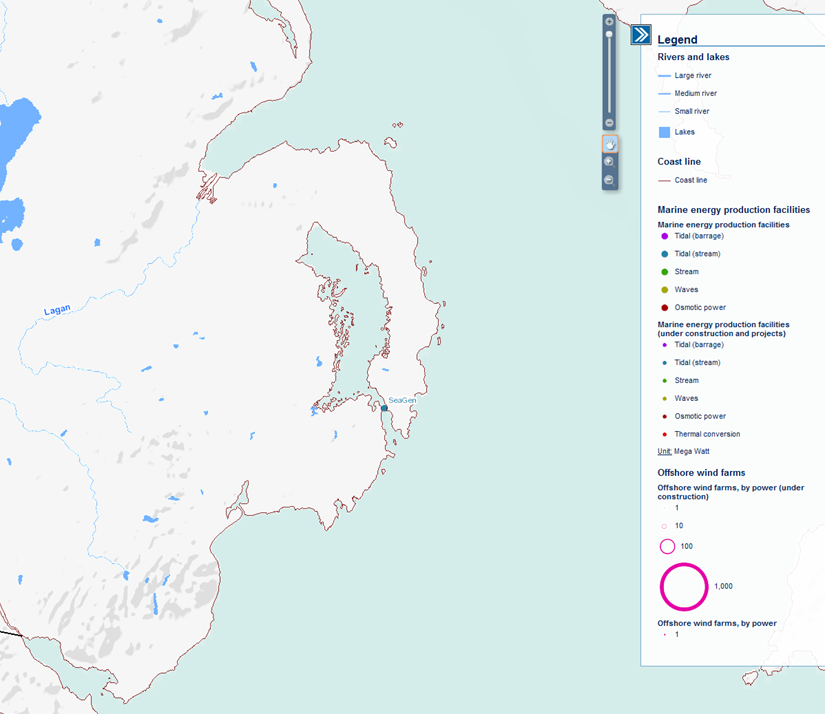 Legend
Rivers and lakes
Large river
Medium river
Small river
Lakes
Coast line
Coast line
Marine energy production facilities
Marine energy production facilities
Tidal (barrage)
Tidal (stream)
Stream
Waves
Osmotic power
Marine energy production facilities
(under construction and projects)
Tidal (barrage)
Tidal (stream)
Stream
Waves
Osmotic power
Thermal conversion
Unit: Mega Watt
Offshore wind farms
Offshore wind farms, by power (under
construction)
1
10
100
1,000
Offshore wind farms, by power
1
Lagan
SeaGen